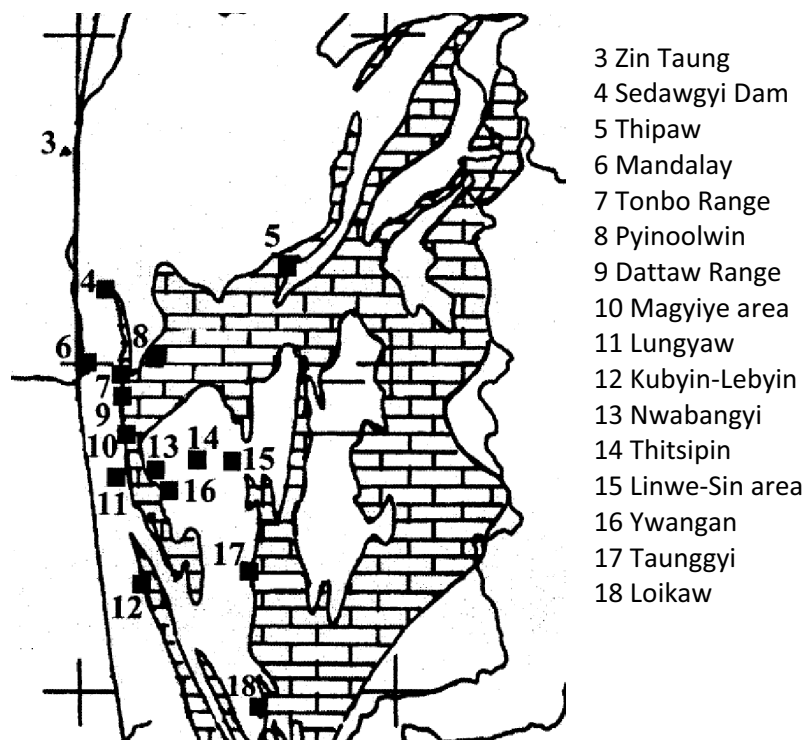 3 Zin Taung
4 Sedawgyi Dam
5 Thipaw
6 Mandalay
7 Tonbo Range
8 Pyinoolwin
9 Dattaw Range
10 Magyiye area
11 Lungyaw
12 Kubyin-Lebyin
13 Nwabangyi
14 Thitsipin
15 Linwe-Sin area
16 Ywangan
17 Taunggyi
18 Loikaw
3
5
4
6
8
7
9
10
13
14
15
11
16
17
12
18